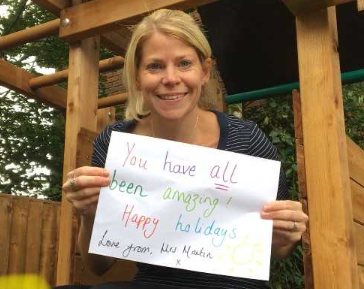 You have all
been amazing!
Happy holidays
Love from, Mrs Martin
x